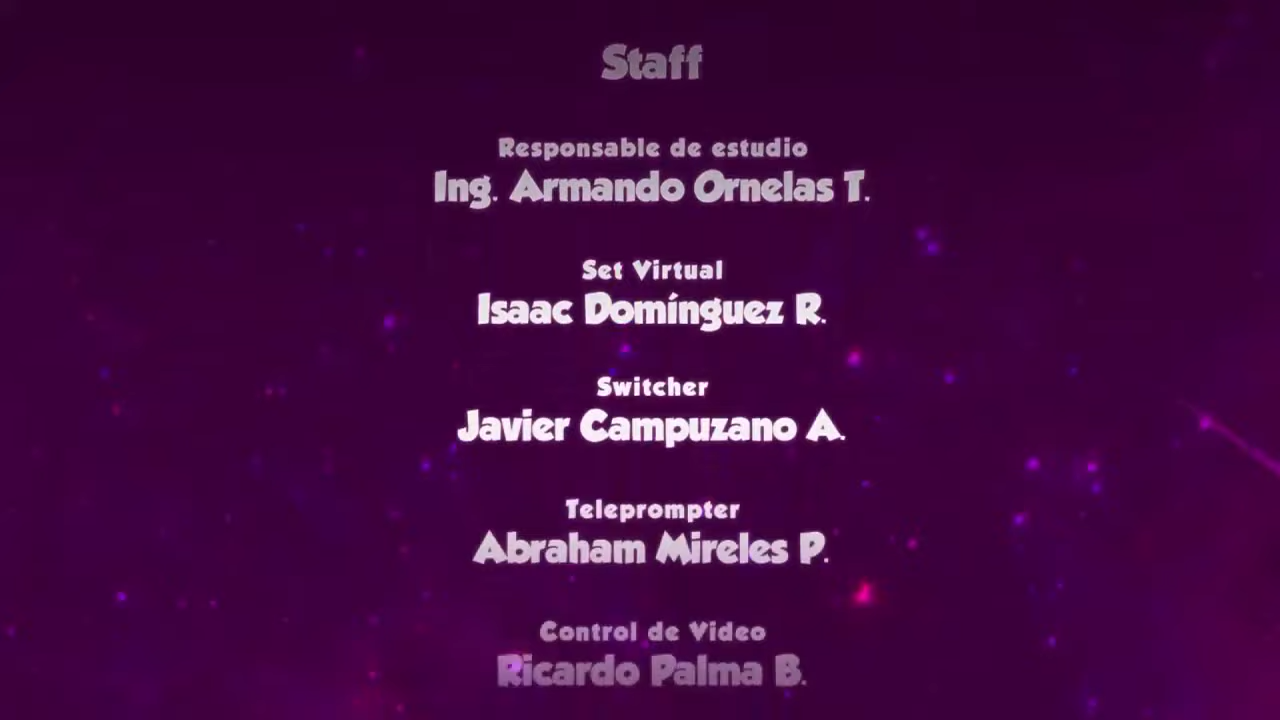 Staff
Responsable de estudio
Ing. Armando Ornelas T.
Set Virtual
Isaac Domínguez R.
Switcher
Javier Campuzano A.
Teleprompter
Abraham Mireles P.
Control de Video
Ricardo Palma B.